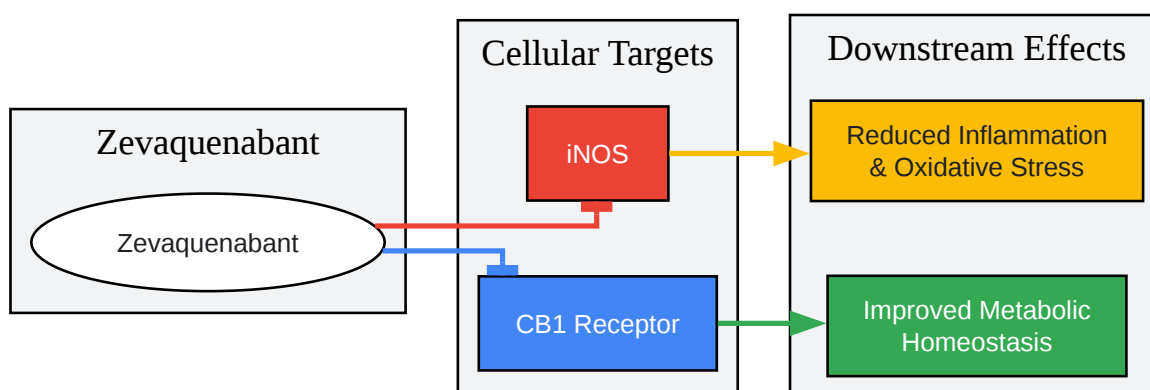 Zevaquenabant
Zevaquenabant
Cellular Targets
iNOS
CB1 Receptor
Downstream Effects
Reduced Inflammation
& Oxidative Stress
Improved Metabolic
Homeostasis